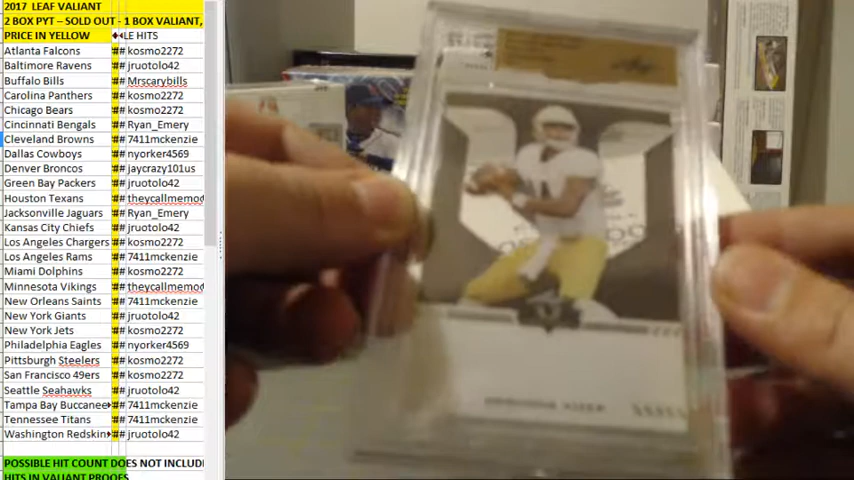 2017 LEAF VALIANT
2 BOX PYT – SOLD OUT - 1 BOX VALIANT,
PRICE IN YELLOW LE HITS
Atlanta Falcons ## kosmo2272
Baltimore Ravens ## jruotolo42
Buffalo Bills ## Mrscarybills
Carolina Panthers ## kosmo2272
Chicago Bears ## kosmo2272
Cincinnati Bengals ## Ryan_Emery
Cleveland Browns ## 7411mckenzie
Dallas Cowboys ## nyorker4569
Denver Broncos ## jaycrazy101us
Green Bay Packers ## jruotolo42
Houston Texans ## theycallmemod
Jacksonville Jaguars ## Ryan_Emery
Kansas City Chiefs ## jruotolo42
Los Angeles Chargers ## kosmo2272
Los Angeles Rams ## 7411mckenzie
Miami Dolphins ## kosmo2272
Minnesota Vikings ## theycallmemod
New Orleans Saints ## 7411mckenzie
New York Giants ## jruotolo42
New York Jets ## kosmo2272
Philadelphia Eagles ## nyorker4569
Pittsburgh Steelers ## kosmo2272
San Francisco 49ers ## kosmo2272
Seattle Seahawks ## jruotolo42
Tampa Bay Buccanee ## 7411mckenzie
Tennessee Titans ## 7411mckenzie
Washington Redskin ## jruotolo42
POSSIBLE HIT COUNT DOES NOT INCLUD
HITS IN VALIANT PROOFS